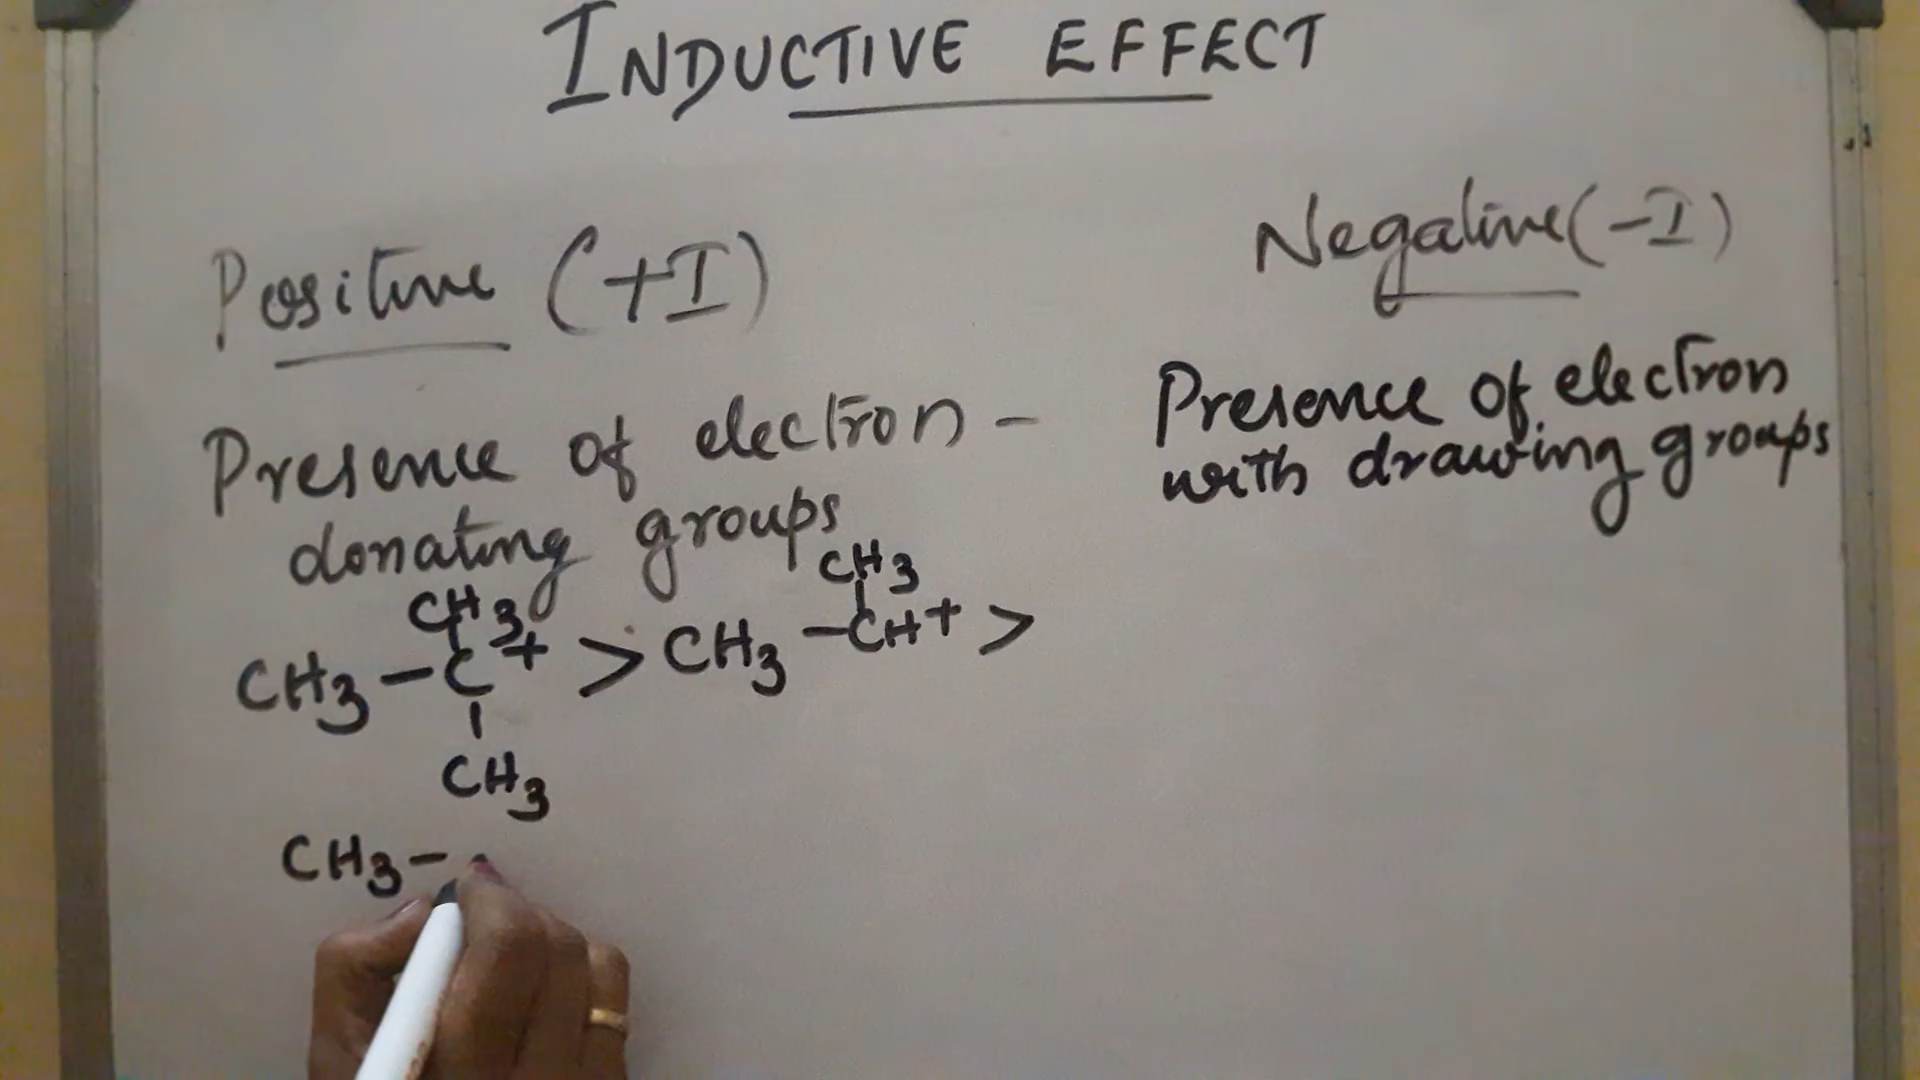 INDUCTIVE EFFECT
Positive (+I)
Presence of electron-
donating groups
CH3
CH3-C+ > CH3-CH+ >
CH3
CH3
CH3-
Negative (-I)
Presence of electron
with drawing groups